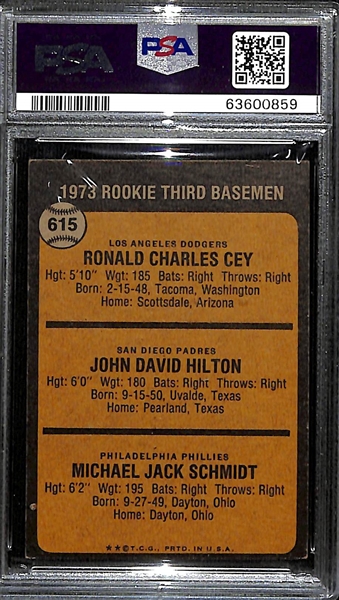 PSA
PSA
63600859
1973 ROOKIE THIRD BASEMEN
615
LOS ANGELES DODGERS
RONALD CHARLES CEY
Hgt: 5'10" Wgt: 185 Bats: Right Throws: Right
Born: 2-15-48, Tacoma, Washington
Home: Scottsdale, Arizona
SAN DIEGO PADRES
JOHN DAVID HILTON
Hgt: 6'0" Wgt: 180 Bats: Right Throws: Right
Born: 9-15-50, Uvalde, Texas
Home: Pearland, Texas
PHILADELPHIA PHILLIES
MICHAEL JACK SCHMIDT
Hgt: 6'2" Wgt: 195 Bats: Right Throws: Right
Born: 9-27-49, Dayton, Ohio
Home: Dayton, Ohio
★★©T.C.G., PRTD. IN U.S.A.